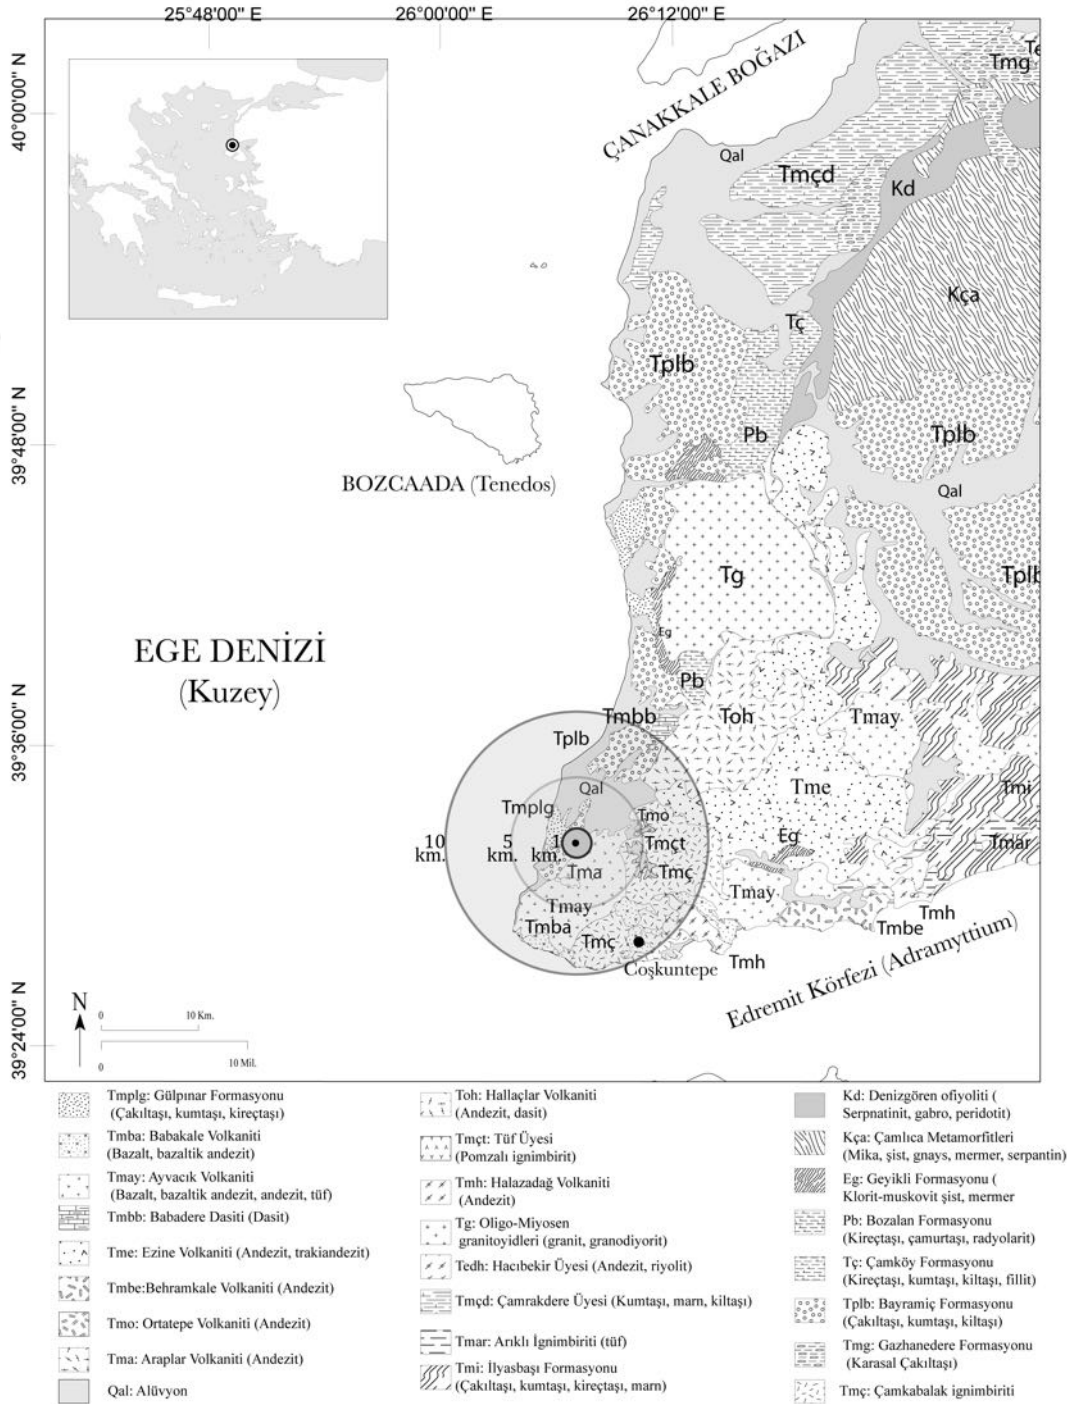 25°48'00" E
26°00'00" E
26°12'00" E
40°00'00" N
39°48'00" N
39°36'00" N
39°24'00" N
ÇANAKKALE BOĞAZI
Tmg
Qal
Tmçd
Kd
Kça
Tç
Tplb
Pb
Tplb
BOZCAADA (Tenedos)
Qal
Tg
Tplb
Eg
EGE DENİZİ
(Kuzey)
Pb
Tmbb
Toh
Tmay
Tplb
Tme
Tmi
Qal
Tmplg
Tmo
Eg
Tmar
10 km.
5 km.
1 km.
Tmçt
Tma
Tmç
Tmay
Tmay
Tmba
Tmç
Tmh
Tmbe
Coşkuntepe
Tmh
Edremit Körfezi (Adramyttium)
N
0 10 Km.
0 10 Mil.
Tmplg: Gülpınar Formasyonu
(Çakıltaşı, kumtaşı, kireçtaşı)
Tmba: Babakale Volkaniti
(Bazalt, bazaltik andezit)
Tmay: Ayvacık Volkaniti
(Bazalt, bazaltik andezit, andezit, tüf)
Tmbb: Babadere Dasiti (Dasit)
Tme: Ezine Volkaniti (Andezit, trakiandezit)
Tmbe:Behramkale Volkaniti (Andezit)
Tmo: Ortatepe Volkaniti (Andezit)
Tma: Araplar Volkaniti (Andezit)
Qal: Alüvyon
Toh: Hallaçlar Volkaniti
(Andezit, dasit)
Tmçt: Tüf Üyesi
(Pomzalı ignimbirit)
Tmh: Halazadağ Volkaniti
(Andezit)
Tg: Oligo-Miyosen
granitoyidleri (granit, granodiyorit)
Tedh: Hacıbekir Üyesi (Andezit, riyolit)
Tmçd: Çamrakdere Üyesi (Kumtaşı, marn, kiltaşı)
Tmar: Arıklı İgnimbiriti (tüf)
Tmi: İlyasbaşı Formasyonu
(Çakıltaşı, kumtaşı, kireçtaşı, marn)
Kd: Denizgören ofiyoliti (
Serpnatinit, gabro, peridotit)
Kça: Çamlıca Metamorfitleri
(Mika, şist, gnays, mermer, serpantin)
Eg: Geyikli Formasyonu (
Klorit-muskovit şist, mermer
Pb: Bozalan Formasyonu
(Kireçtaşı, çamurtaşı, radyolarit)
Tç: Çamköy Formasyonu
(Kireçtaşı, kumtaşı, kiltaşı, fillit)
Tplb: Bayramiç Formasyonu
(Çakıltaşı, kumtaşı, kiltaşı)
Tmg: Gazhanedere Formasyonu
(Karasal Çakıltaşı)
Tmç: Çamkabalak ignimbiriti